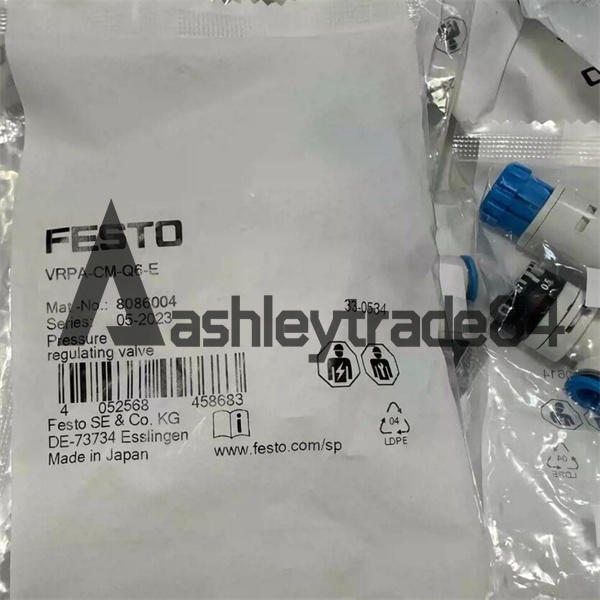 FESTO
VRPA-CM-Q6-E
Mat.-No.: 8086004
Series: 05-2023
33-0534
Pressure
regulating valve
ashleytrade84
4 052568 458683
Festo SE & Co. KG
DE-73734 Esslingen
Made in Japan
www.festo.com/sp
04
LDPE
04